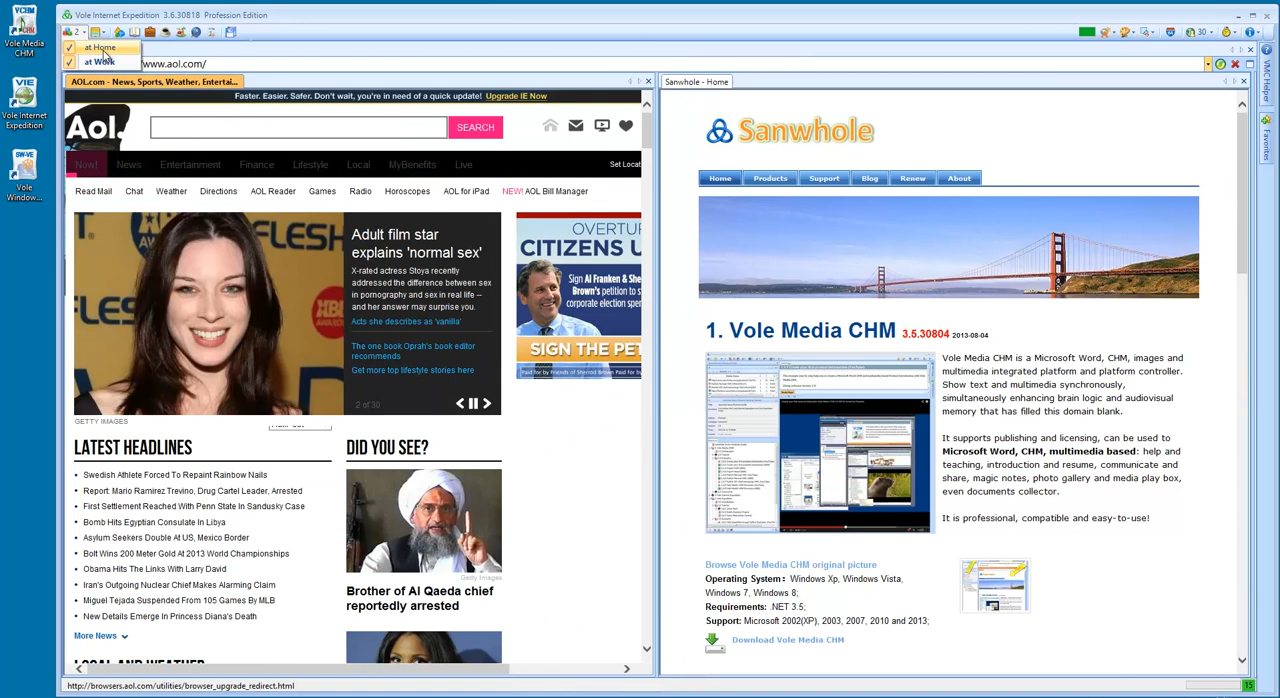 Vole Media
CHM
Vole Internet
Expedition
SW-VE
Vole
Window...
Vole Internet Expedition 3.6.30818 Profession Edition
2
30
at Home
at Work
www.aol.com/
AOL.com - News, Sports, Weather, Entertai...
Faster. Easier. Safer. Don't wait, you're in need of a quick update! Upgrade IE Now
Aol.
SEARCH
Now! News Entertainment Finance Lifestyle Local MyBenefits Live
Set Locat
Read Mail Chat Weather Directions AOL Reader Games Radio Horoscopes AOL for iPad NEW! AOL Bill Manager
Adult film star
explains 'normal sex'
X-rated actress Stoya recently
addressed the difference between sex
in pornography and sex in real life --
and her answer may surprise you.
Acts she describes as 'vanilla'
The one book Oprah's book editor
recommends
Get more top lifestyle stories here
2 of 30
GETTY IMAGES
OVERTU
CITIZENS U
Sign Al Franken & She
Brown's petition to s
corporate election spe
SIGN THE PET
Paid for by Friends of Sherrod Brown Paid for by
LATEST HEADLINES
Swedish Athlete Forced To Repaint Rainbow Nails
Report: Mario Ramirez Trevino, Drug Cartel Leader, Arrested
First Settlement Reached With Penn State In Sandusky Case
Bomb Hits Egyptian Consulate In Libya
Asylum Seekers Double At US, Mexico Border
Bolt Wins 200 Meter Gold At 2013 World Championships
Obama Hits The Links With Larry David
Iran's Outgoing Nuclear Chief Makes Alarming Claim
Miguel Tejada Suspended From 105 Games By MLB
New Details Emerge In Princess Diana's Death
More News
LOCAL AND WEATHER
DID YOU SEE?
Getty Images
Brother of Al Qaeda chief
reportedly arrested
http://browsers.aol.com/utilities/browser_upgrade_redirect.html
Sanwhole - Home
Sanwhole
Home Products Support Blog Renew About
1. Vole Media CHM 3.5.30804 2013-08-04
Vole Media CHM is a Microsoft Word, CHM, images and
multimedia integrated platform and platform controller.
Show text and multimedia synchronously,
simultaneously enhancing brain logic and audiovisual
memory that has filled this domain blank.
It supports publishing and licensing, can be used to
Microsoft Word, CHM, multimedia based: help and
teaching, introduction and resume, communicate and
share, magic notes, photo gallery and media play box,
even documents collector.
It is professional, compatible and easy-to-use!
Browse Vole Media CHM original picture
Operating System: Windows Xp, Windows Vista,
Windows 7, Windows 8;
Requirements: .NET 3.5;
Support: Microsoft 2002(XP), 2003, 2007, 2010 and 2013;
Download Vole Media CHM
VMC Helper
Favorites
15